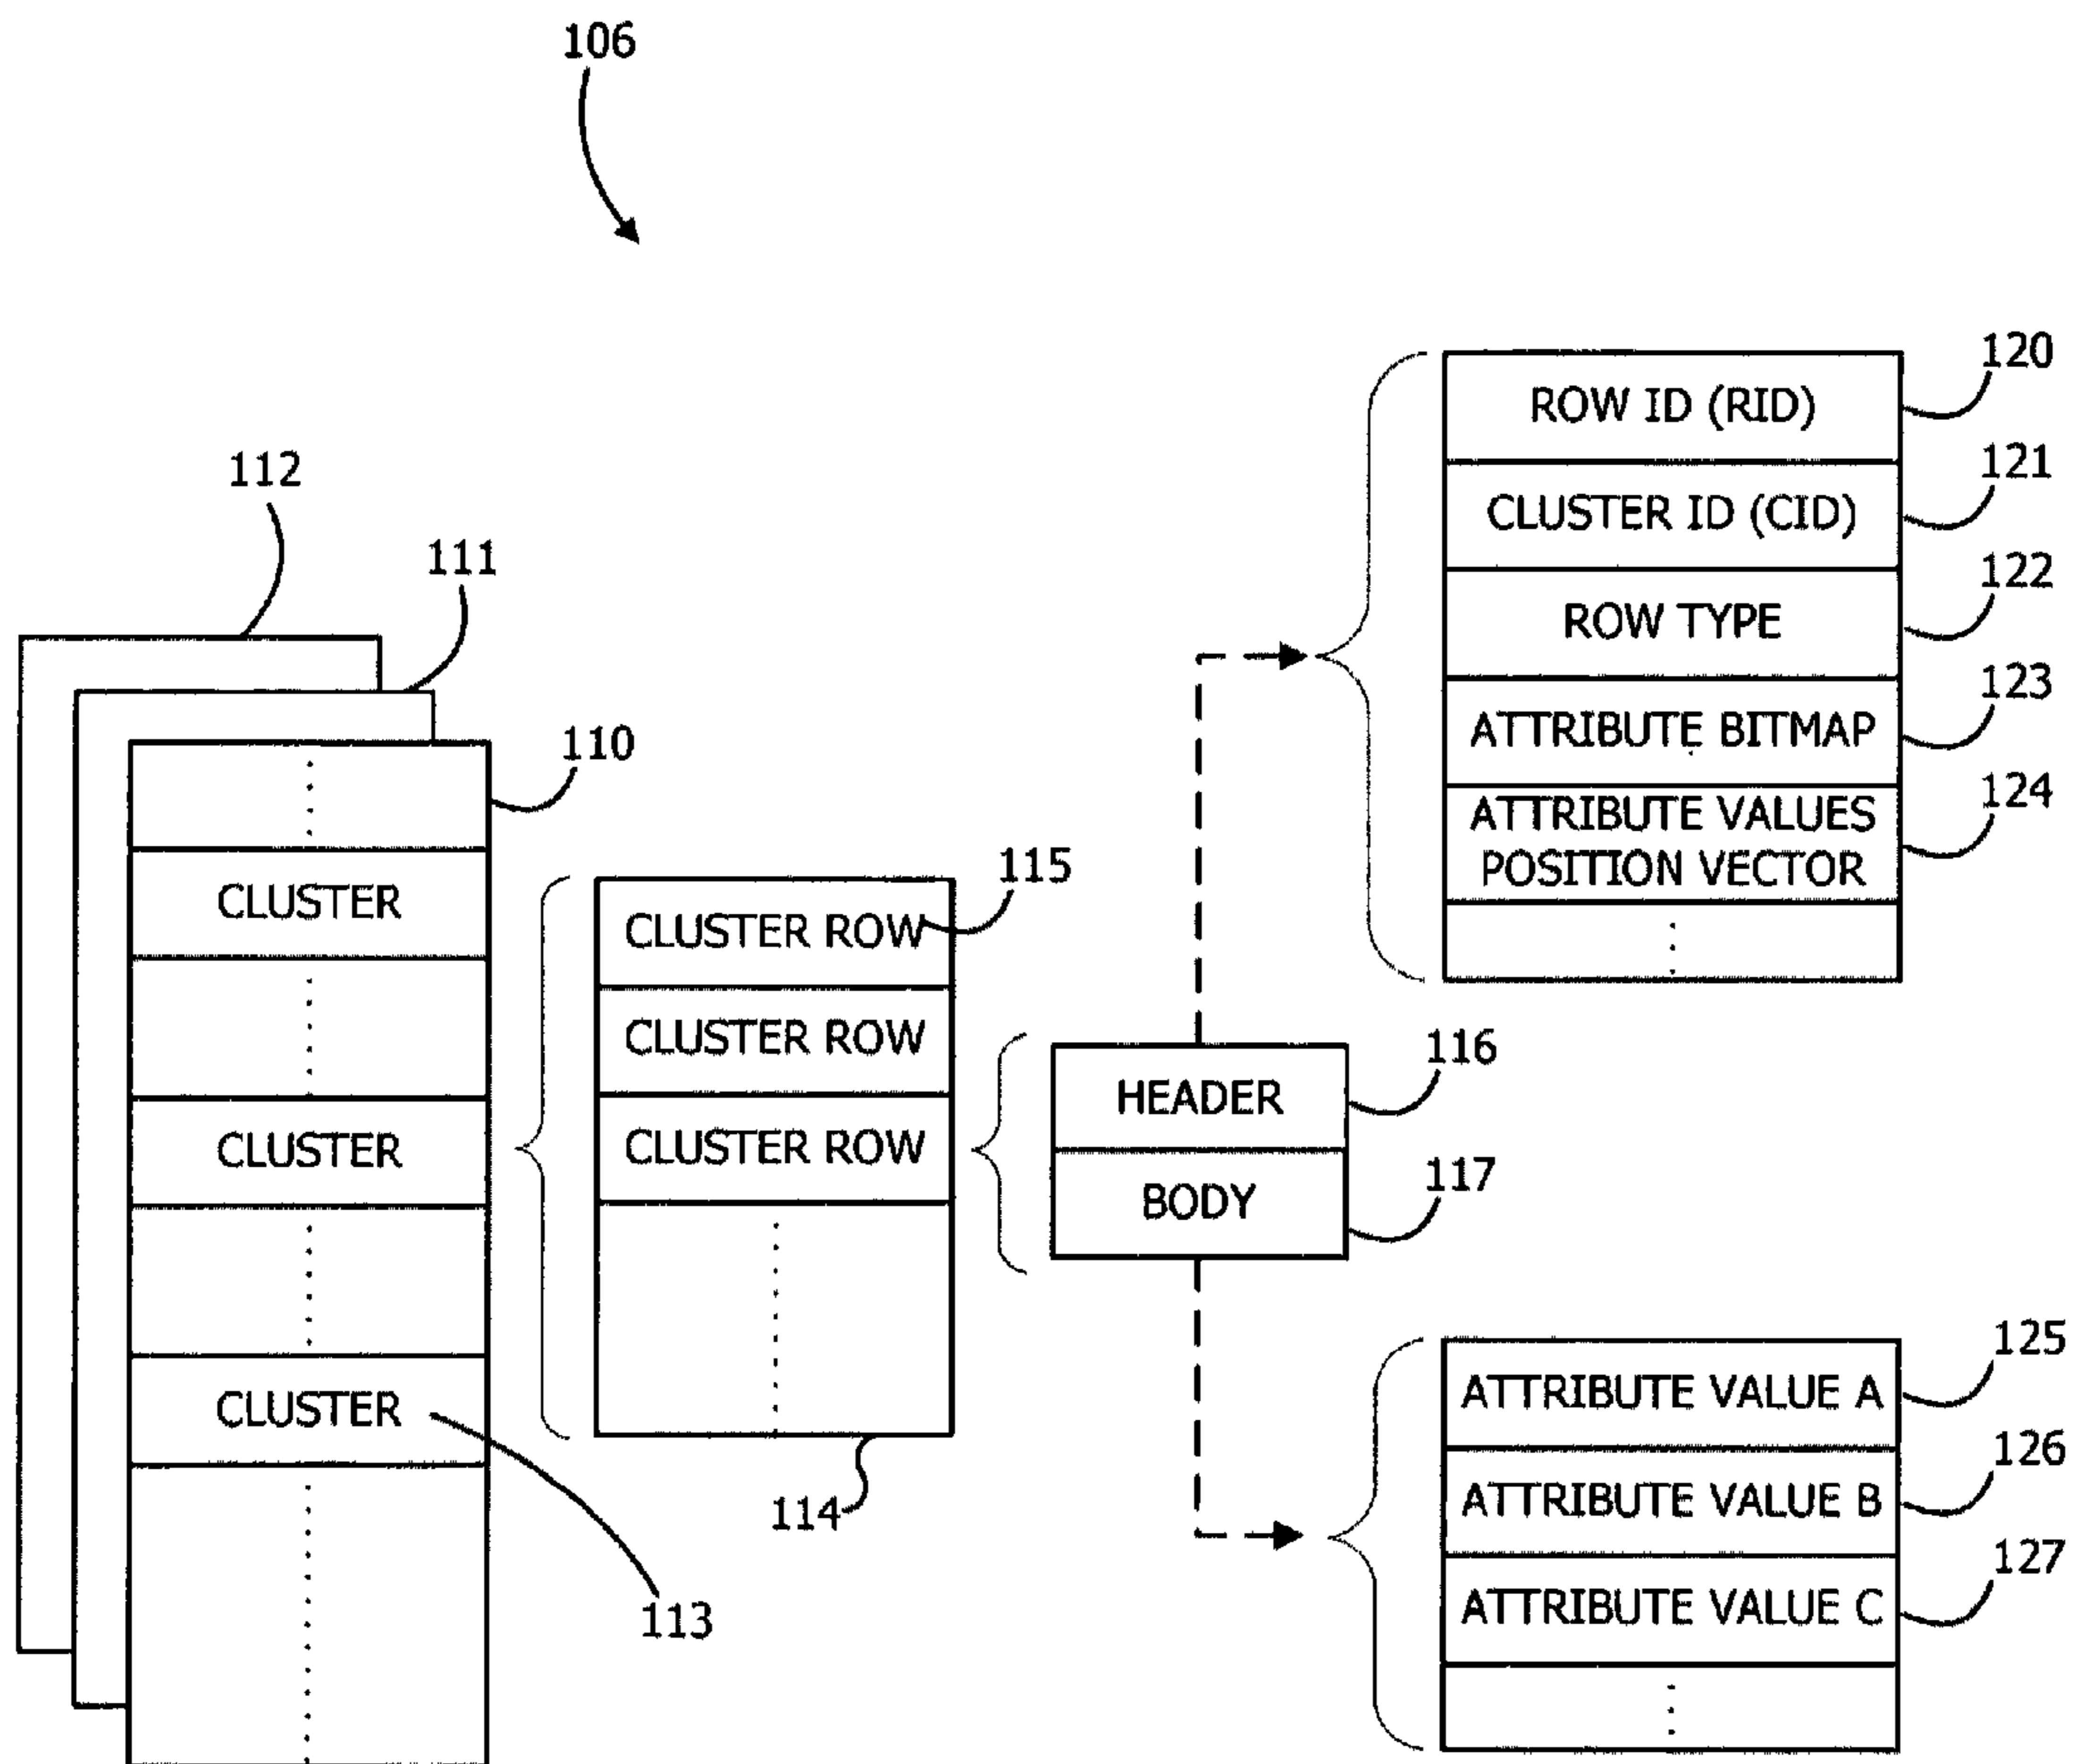 106
112
111
110
CLUSTER
CLUSTER
CLUSTER
113
CLUSTER ROW
115
CLUSTER ROW
CLUSTER ROW
114
HEADER
116
BODY
117
ROW ID (RID)
120
CLUSTER ID (CID)
121
ROW TYPE
122
ATTRIBUTE BITMAP
123
ATTRIBUTE VALUES
POSITION VECTOR
124
ATTRIBUTE VALUE A
125
ATTRIBUTE VALUE B
126
ATTRIBUTE VALUE C
127